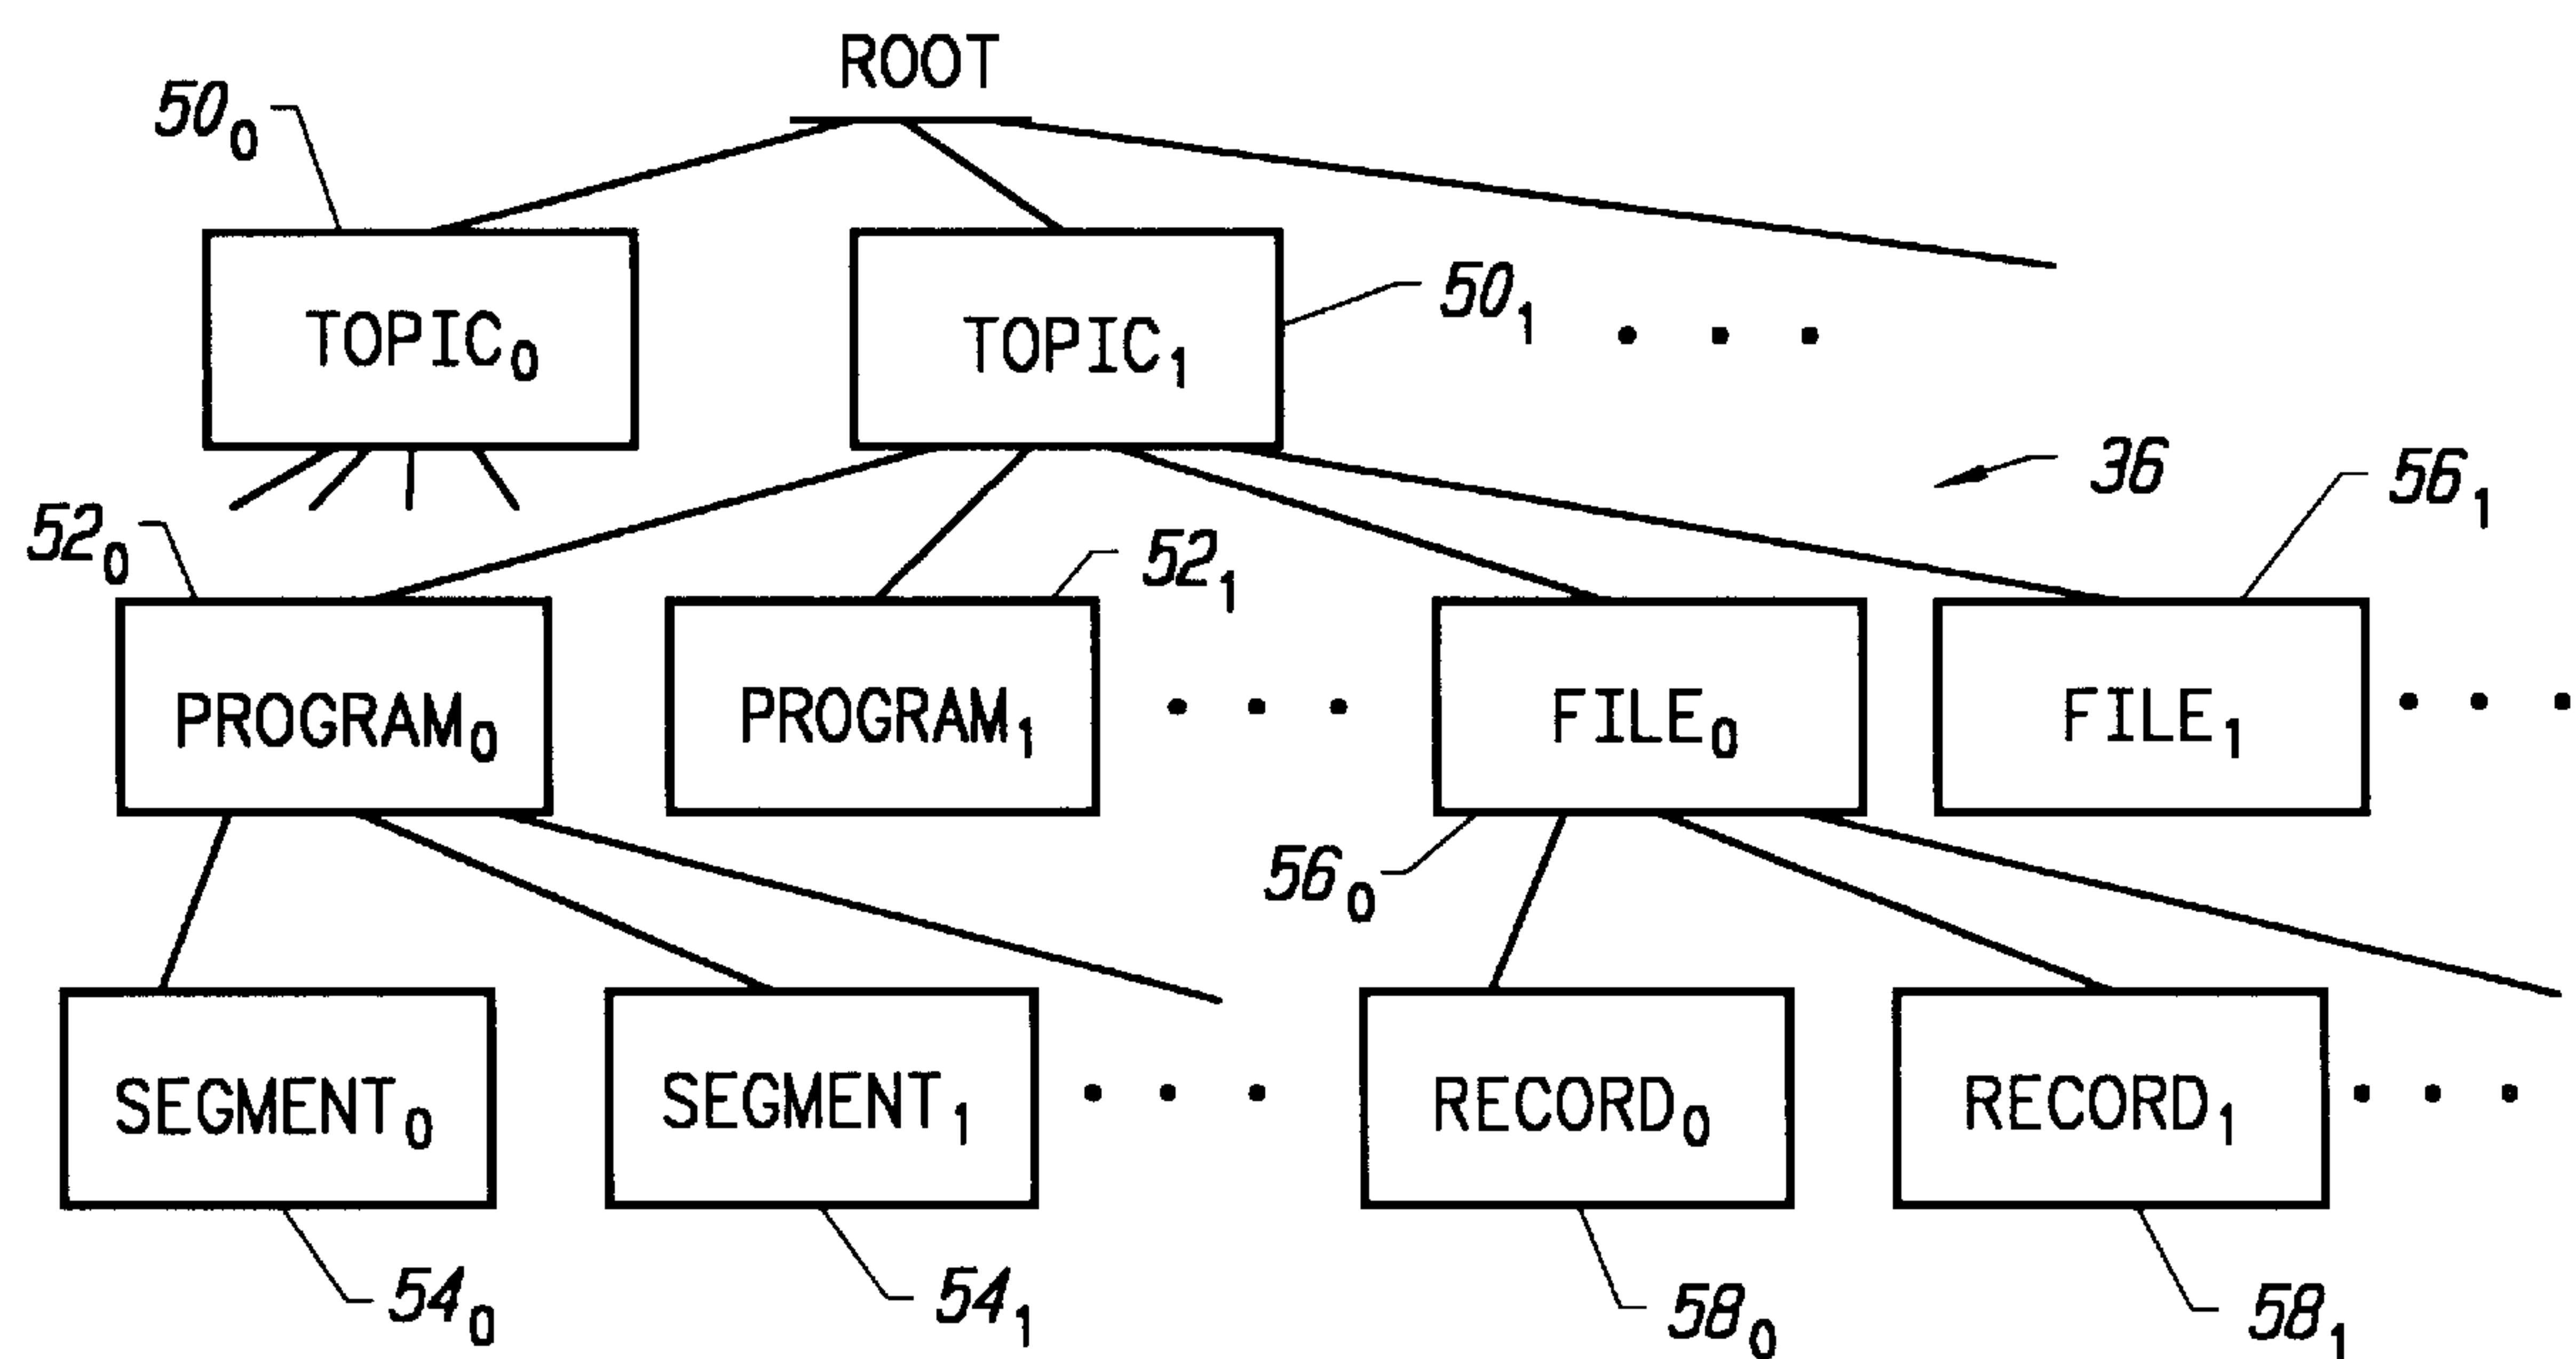 ROOT
50₀
TOPIC₀
TOPIC₁
50₁
. . .
36
56₁
52₀
52₁
PROGRAM₀
PROGRAM₁
. . .
FILE₀
FILE₁
. . .
56₀
SEGMENT₀
SEGMENT₁
. . .
RECORD₀
RECORD₁
. . .
54₀
54₁
58₀
58₁